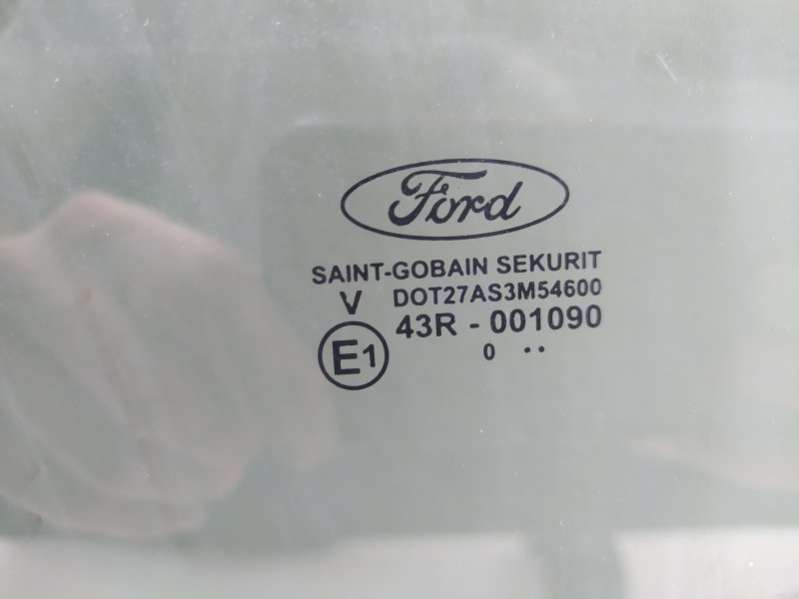 Ford
SAINT-GOBAIN SEKURIT
V DOT27AS3M54600
E1 43R - 001090
0 ..